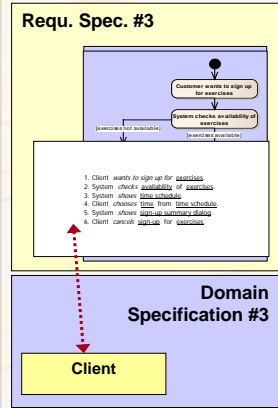 Requ. Spec. #3
Customer wants to sign up
for exercises
System checks availability of
exercises
[exercises not available]
[exercises available]
1. Client wants to sign up for exercises.
2. System checks availability of exercises.
3. System shows time schedule.
4. Client chooses time from time schedule.
5. System shows sign-up summary dialog.
6. Client cancels sign-up for exercises.
Domain
Specification #3
Client